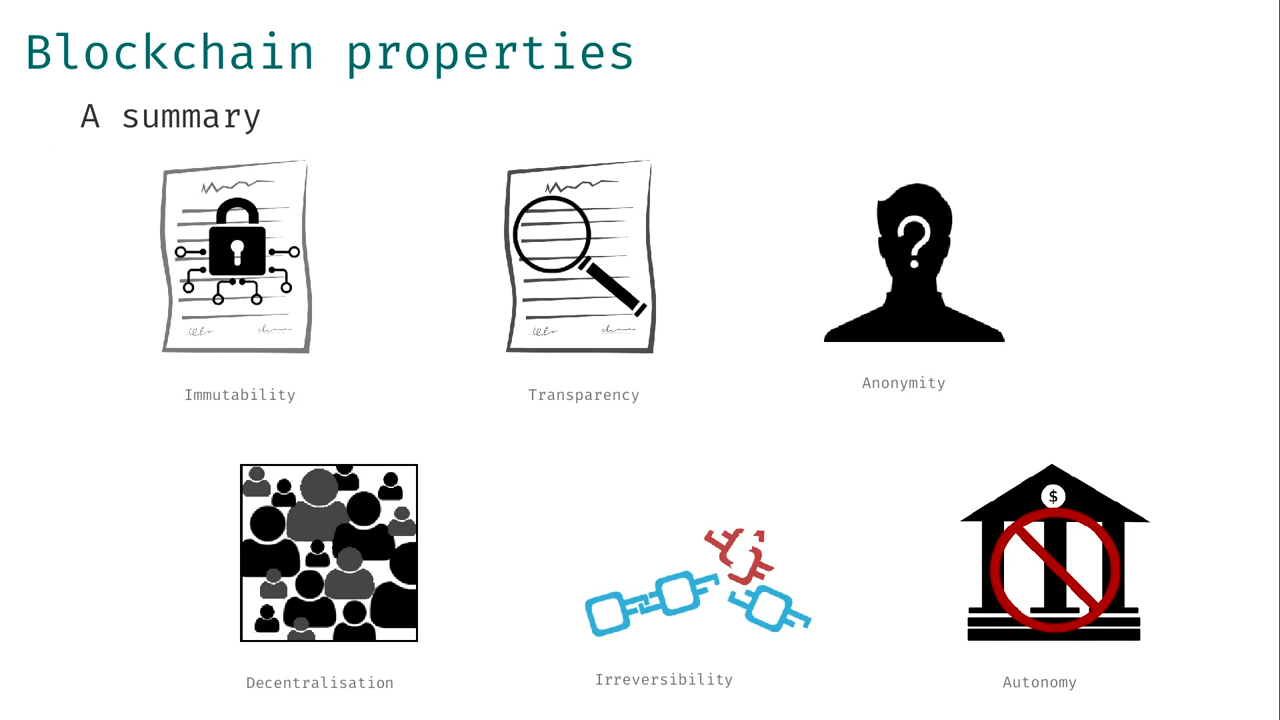 Blockchain properties
A summary
?
Immutability
Transparency
Anonymity
$
Decentralisation
Irreversibility
Autonomy